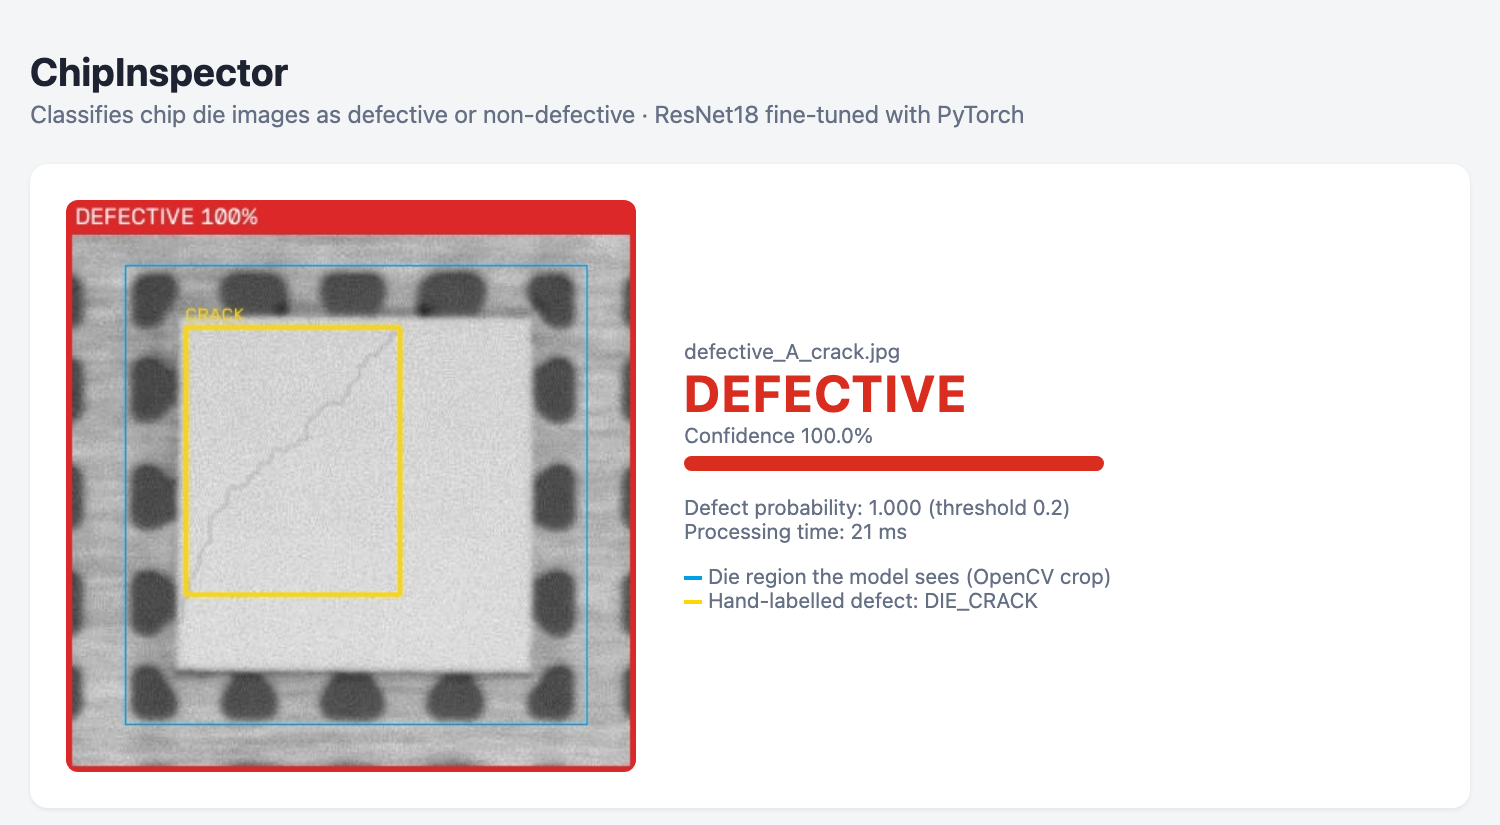 ChipInspector
Classifies chip die images as defective or non-defective · ResNet18 fine-tuned with PyTorch
DEFECTIVE 100%
CRACK
defective_A_crack.jpg
DEFECTIVE
Confidence 100.0%
Defect probability: 1.000 (threshold 0.2)
Processing time: 21 ms
Die region the model sees (OpenCV crop)
Hand-labelled defect: DIE_CRACK